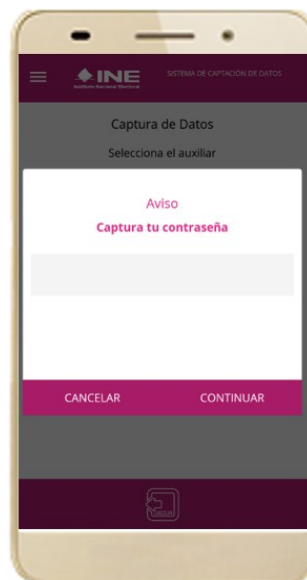 INE
Instituto Nacional Electoral
SISTEMA DE CAPTACIÓN DE DATOS
Captura de Datos
Selecciona el auxiliar
Aviso
Captura tu contraseña
CANCELAR
CONTINUAR